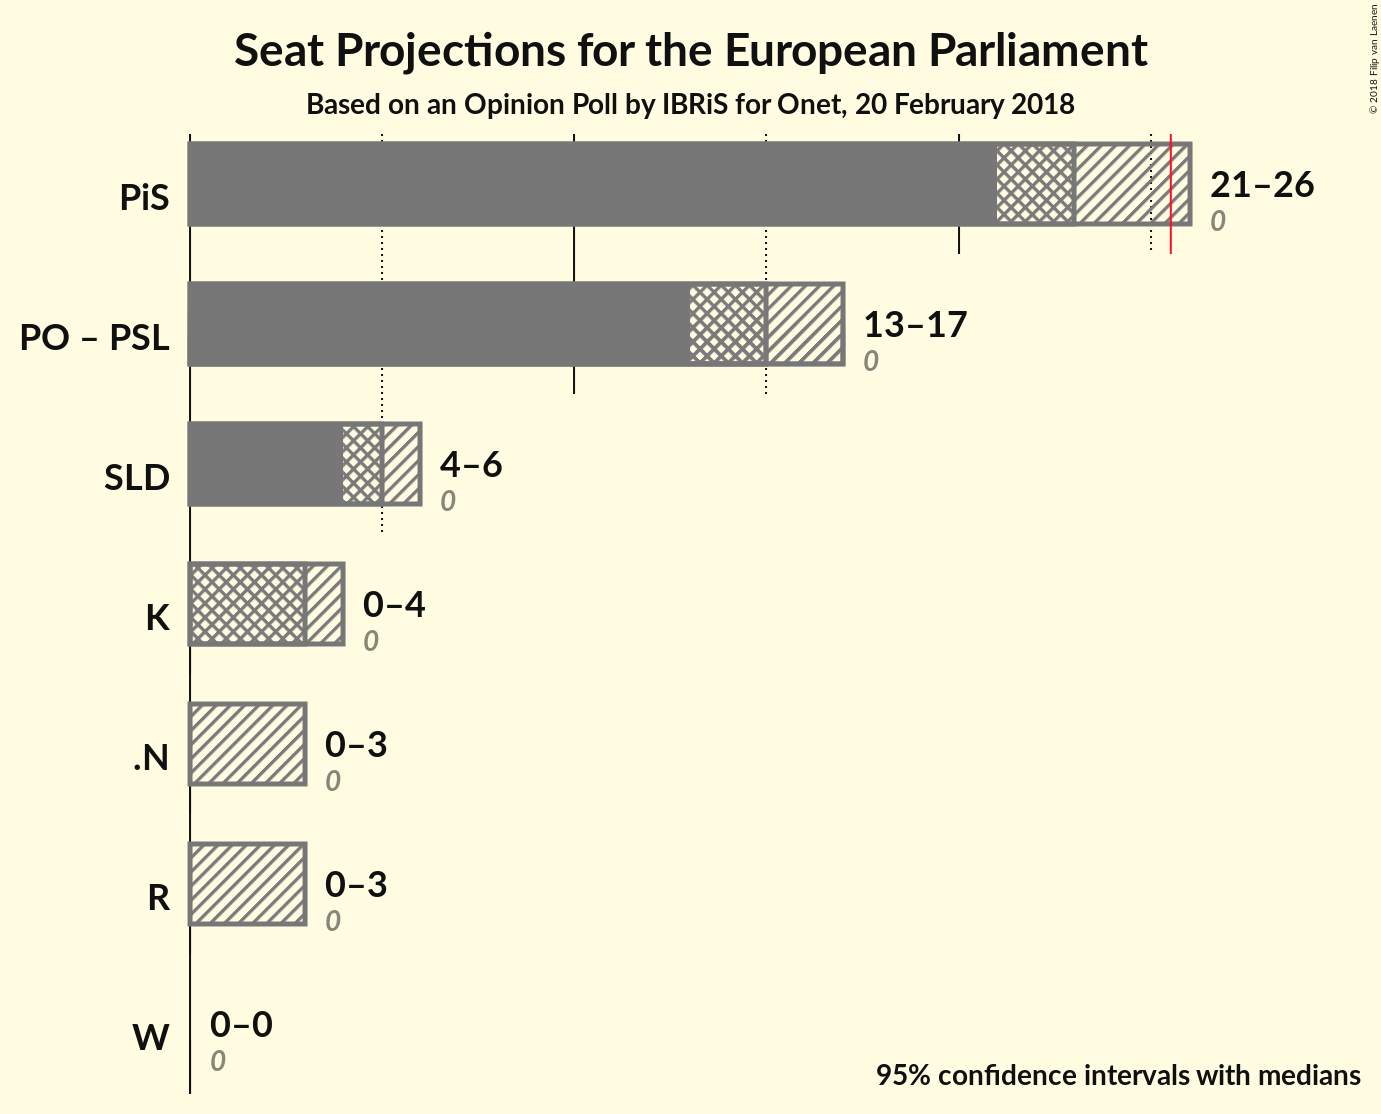 Seat Projections for the European Parliament
Based on an Opinion Poll by IBRiS for Onet, 20 February 2018
© 2018 Filip van Laenen
PiS
21–26
0
PO – PSL
13–17
0
SLD
4–6
0
K
0–4
0
.N
0–3
0
R
0–3
0
W
0–0
0
95% confidence intervals with medians